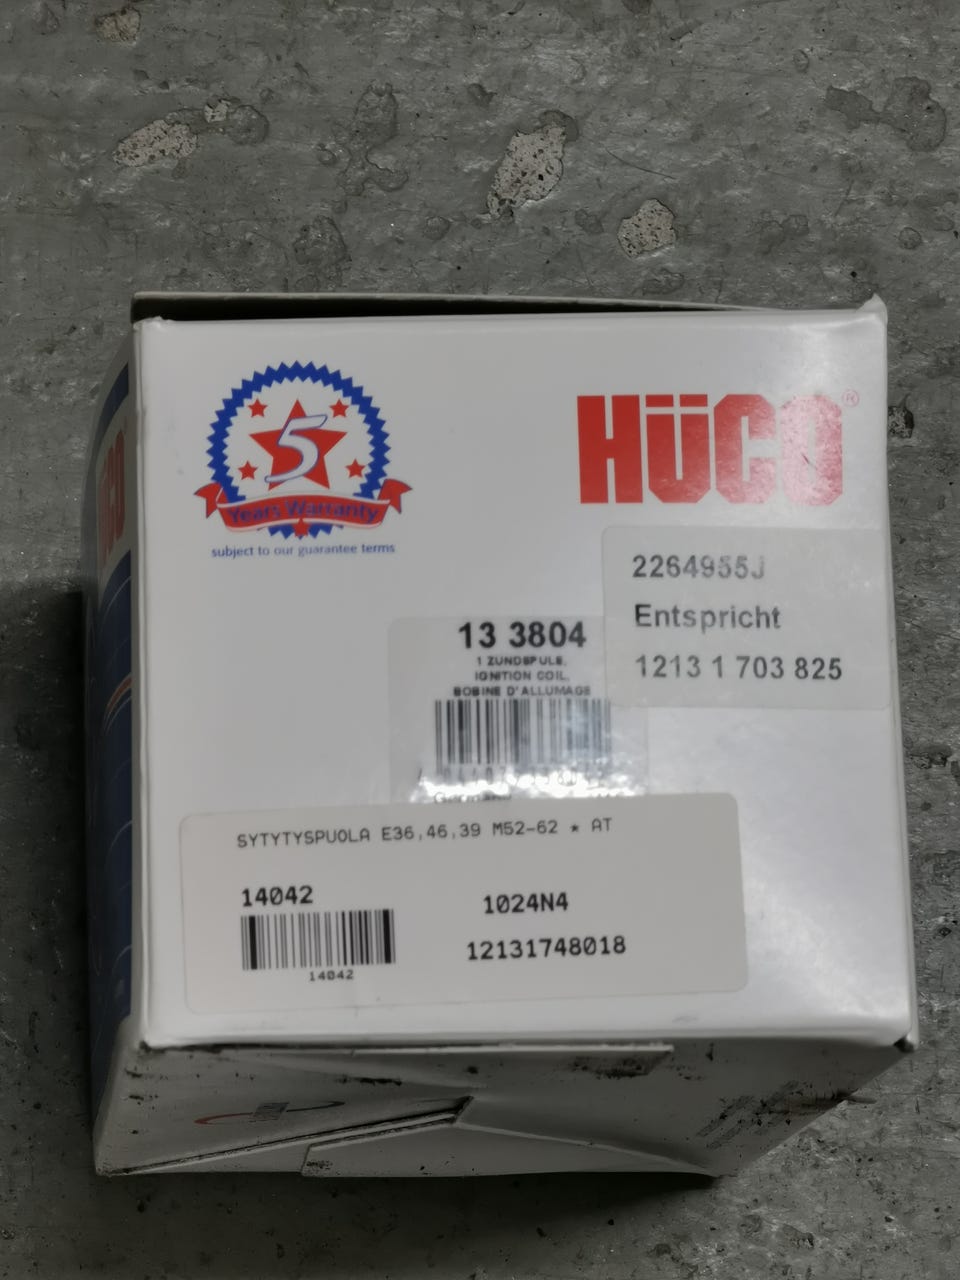 5
Years Warranty
subject to our guarantee terms
HÜCO®
2264955J
Entspricht
1213 1 703 825
13 3804
1 ZÜNDSPULE,
IGNITION COIL,
BOBINE D'ALLUMAGE
SYTYTYSPUOLA E36,46,39 M52-62 * AT
14042
1024N4
12131748018
14042